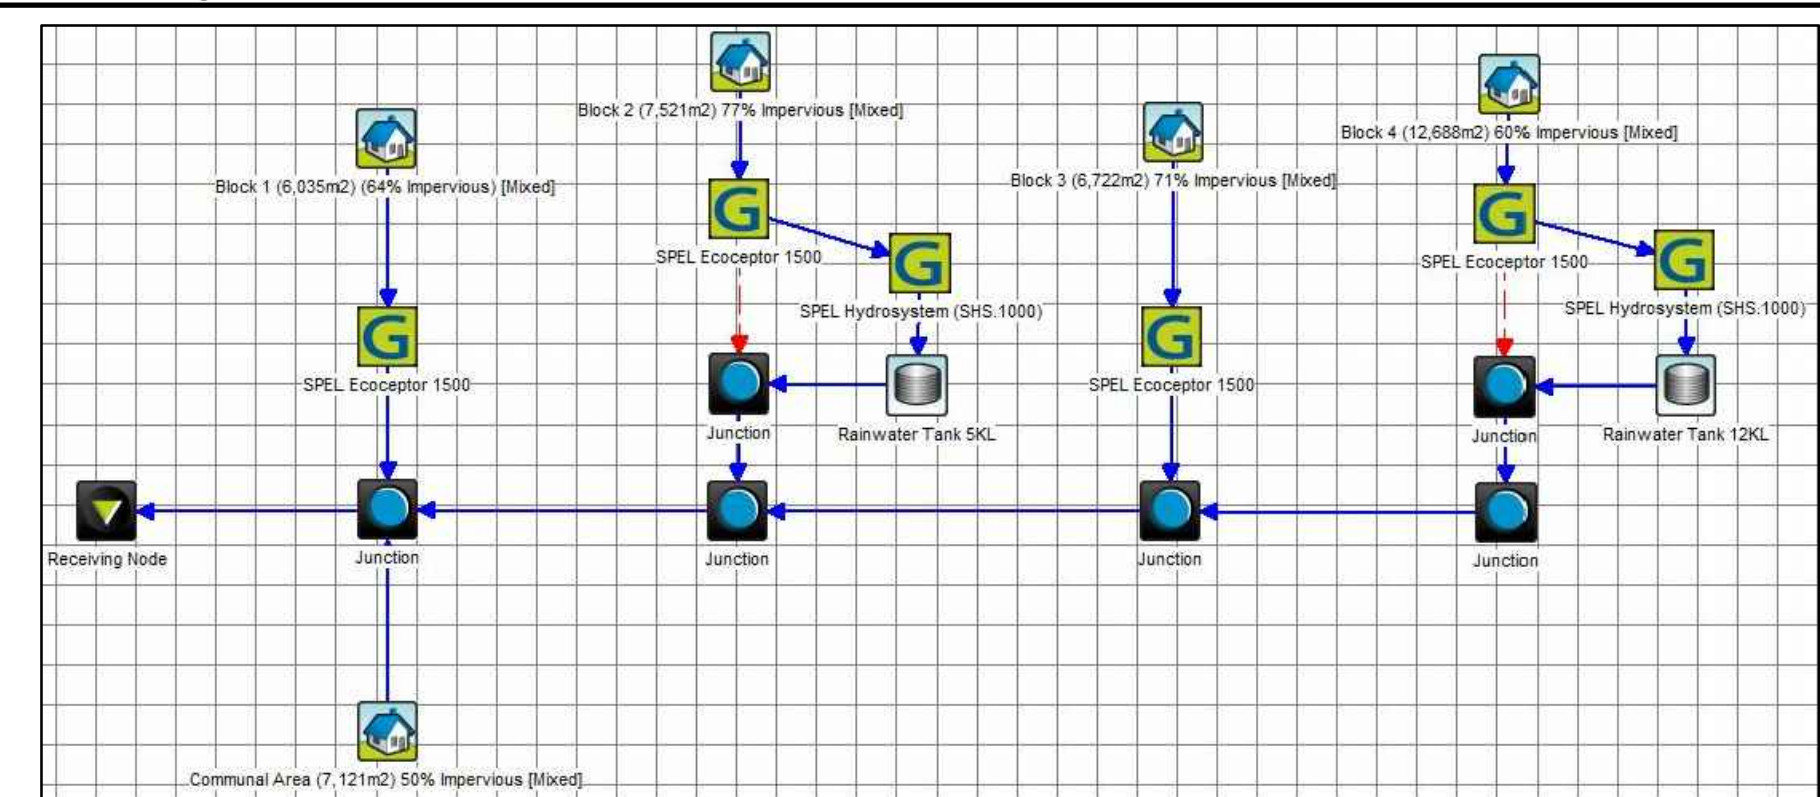 Block 2 (7,521m2) 77% Impervious [Mixed]
Block 4 (12,688m2) 60% Impervious [Mixed]
Block 1 (6,035m2) (64% Impervious) [Mixed]
Block 3 (6,722m2) 71% Impervious [Mixed]
G
G
SPEL Ecoceptor 1500
G
SPEL Ecoceptor 1500
G
SPEL Hydrosystem (SHS.1000)
SPEL Hydrosystem (SHS.1000)
G
G
SPEL Ecoceptor 1500
SPEL Ecoceptor 1500
Junction
Rainwater Tank 5KL
Junction
Rainwater Tank 12KL
Receiving Node
Junction
Junction
Junction
Junction
Communal Area (7,121m2) 50% Impervious [Mixed]